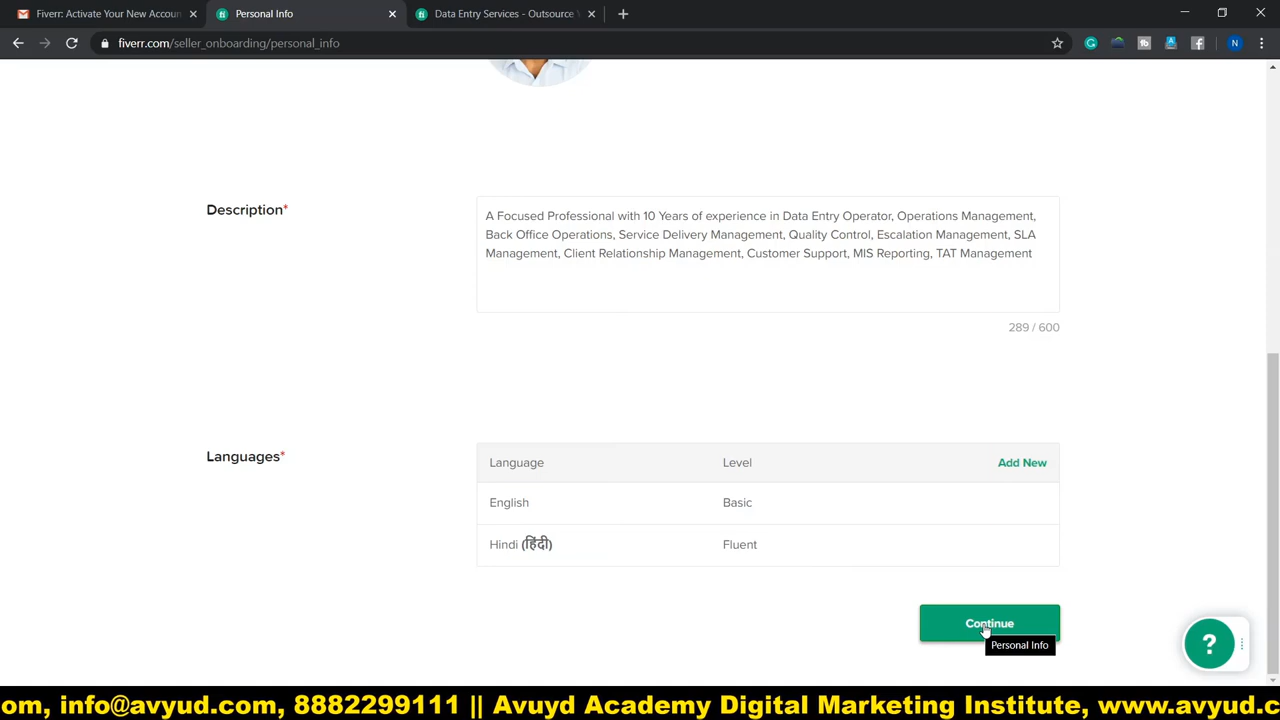 Fiverr: Activate Your New Accoun
Personal Info
Data Entry Services - Outsource Y
fiverr.com/seller_onboarding/personal_info
N
Description*
A Focused Professional with 10 Years of experience in Data Entry Operator, Operations Management,
Back Office Operations, Service Delivery Management, Quality Control, Escalation Management, SLA
Management, Client Relationship Management, Customer Support, MIS Reporting, TAT Management
289 / 600
Languages*
Language Level Add New
English Basic
Hindi (हिंदी) Fluent
Continue
Personal Info
?
om, info@avyud.com, 8882299111 || Avuyd Academy Digital Marketing Institute, www.avyud.c